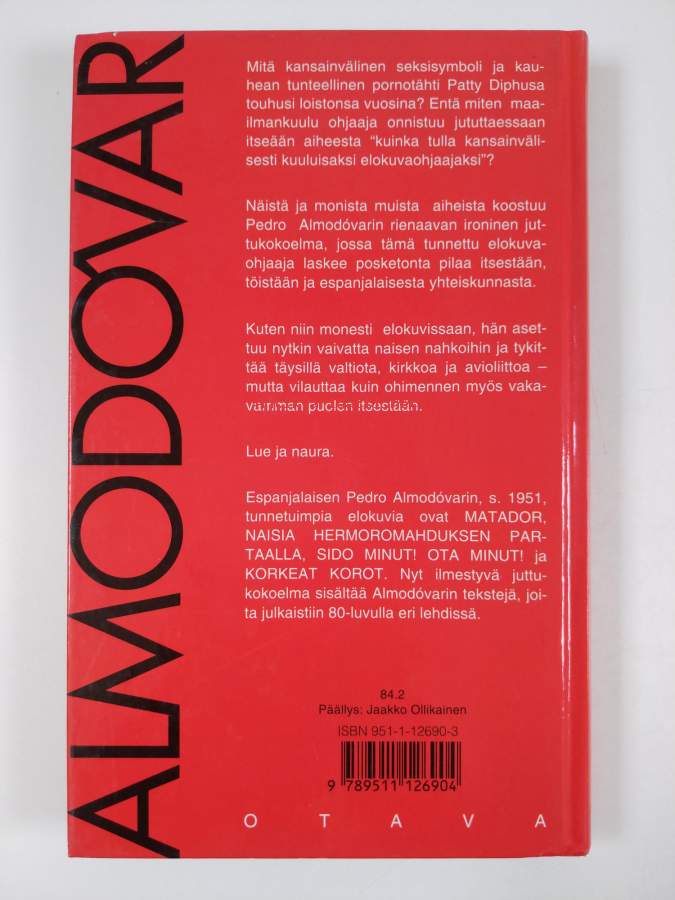 ALMODÓVAR
Mitä kansainvälinen seksisymboli ja kau-
hean tunteellinen pornotähti Patty Diphusa
touhusi loistonsa vuosina? Entä miten maa-
ilmankuulu ohjaaja onnistuu jututtaessaan
itseään aiheesta “kuinka tulla kansainväli-
sesti kuuluisaksi elokuvaohjaajaksi”?
Näistä ja monista muista aiheista koostuu
Pedro Almodóvarin rienaavan ironinen jut-
tukokoelma, jossa tämä tunnettu elokuva-
ohjaaja laskee posketonta pilaa itsestään,
töistään ja espanjalaisesta yhteiskunnasta.
Kuten niin monesti elokuvissaan, hän aset-
tuu nytkin vaivatta naisen nahkoihin ja tykit-
tää täysillä valtiota, kirkkoa ja avioliittoa –
mutta vilauttaa kuin ohimennen myös vaka-
vamman puolen itsestään.
Lue ja naura.
Espanjalaisen Pedro Almodóvarin, s. 1951,
tunnetuimpia elokuvia ovat MATADOR,
NAISIA HERMOROMAHDUKSEN PAR-
TAALLA, SIDO MINUT! OTA MINUT! ja
KORKEAT KOROT. Nyt ilmestyvä juttu-
kokoelma sisältää Almodóvarin tekstejä, joi-
ta julkaistiin 80-luvulla eri lehdissä.
84.2
Päällys: Jaakko Ollikainen
ISBN 951-1-12690-3
9 789511 126904
OTAVA